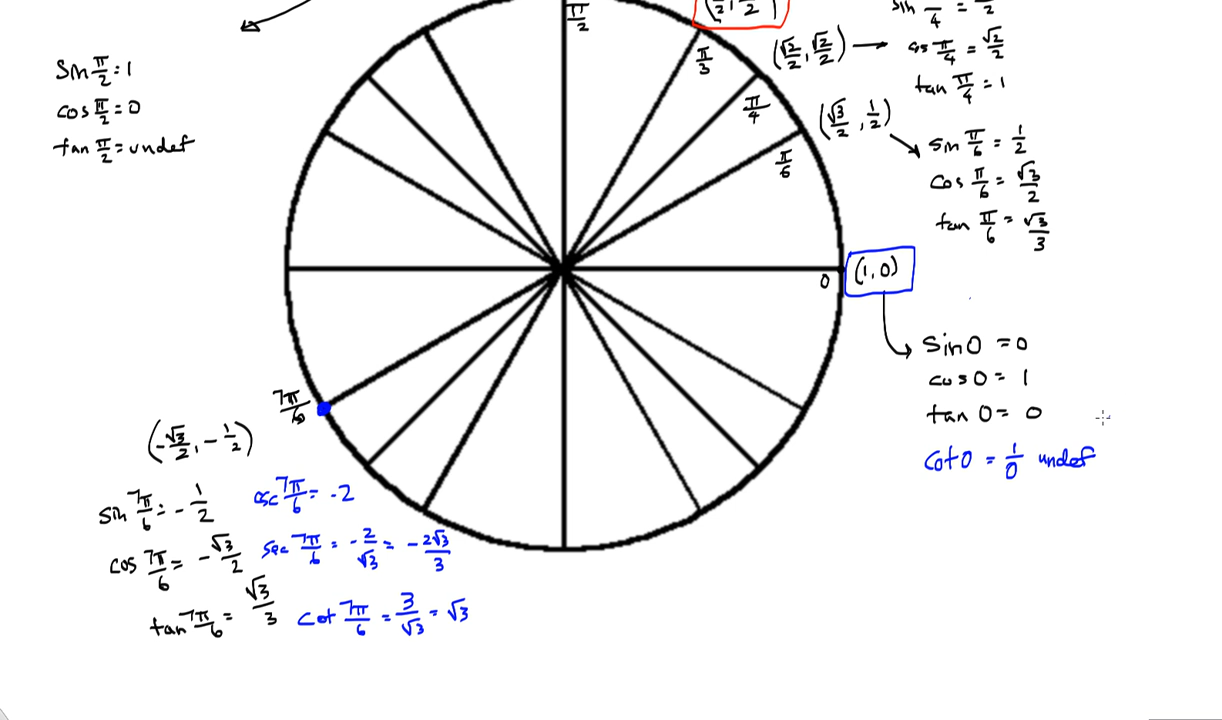 π/2
sin π/4 = √2/2
(√2/2, √2/2)
cos π/4 = √2/2
tan π/4 = 1
sin π/2 = 1
cos π/2 = 0
tan π/2 = undef
π/3
π/4
π/6
(√3/2, 1/2)
sin π/6 = 1/2
cos π/6 = √3/2
tan π/6 = √3/3
0
(1,0)
sin 0 = 0
cos 0 = 1
tan 0 = 0
cot 0 = 1/0 undef
7π/6
(-√3/2, -1/2)
sin 7π/6 = -1/2
csc 7π/6 = -2
cos 7π/6 = -√3/2
sec 7π/6 = -2/√3 = -2√3/3
tan 7π/6 = √3/3
cot 7π/6 = 3/√3 = √3